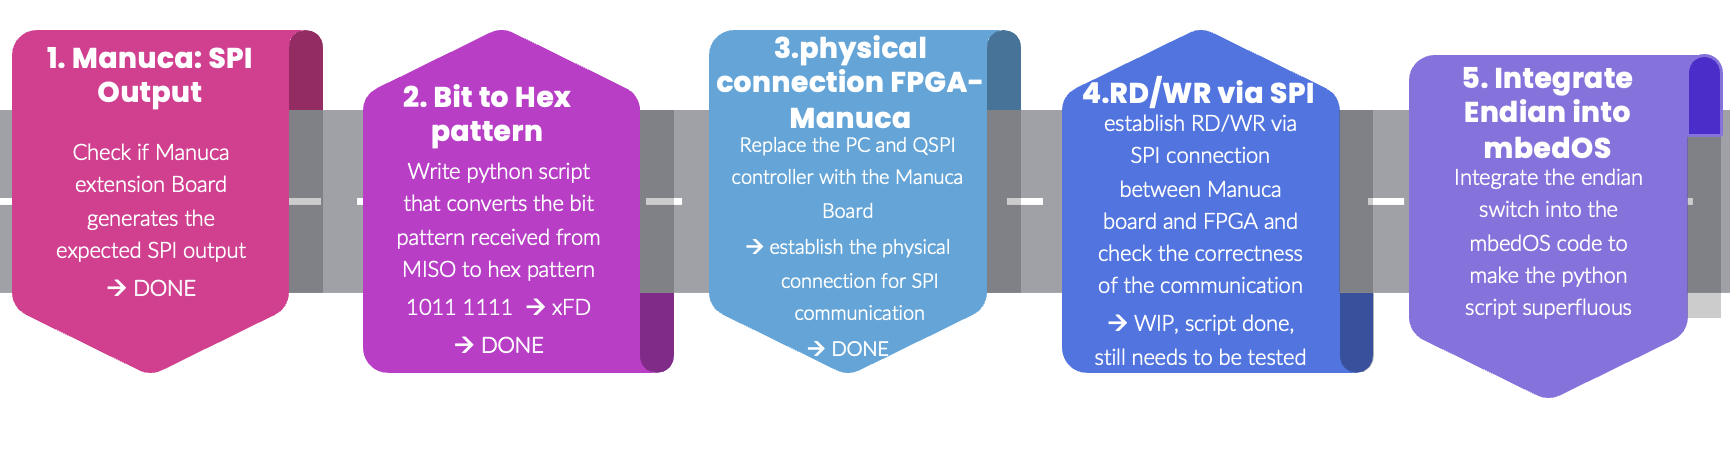 1. Manuca: SPI
Output
Check if Manuca
extension Board
generates the
expected SPI output
→ DONE
2. Bit to Hex
pattern
Write python script
that converts the bit
pattern received from
MISO to hex pattern
1011 1111 → xFD
→ DONE
3.physical
connection FPGA-
Manuca
Replace the PC and QSPI
controller with the Manuca
Board
→ establish the physical
connection for SPI
communication
→ DONE
4.RD/WR via SPI
establish RD/WR via
SPI connection
between Manuca
board and FPGA and
check the correctness
of the communication
→ WIP, script done,
still needs to be tested
5. Integrate
Endian into
mbedOS
Integrate the endian
switch into the
mbedOS code to
make the python
script superfluous